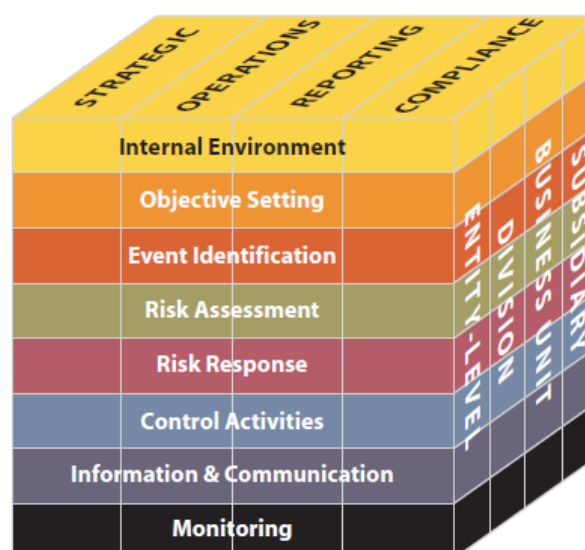 STRATEGIC
OPERATIONS
REPORTING
COMPLIANCE
Internal Environment
Objective Setting
Event Identification
Risk Assessment
Risk Response
Control Activities
Information & Communication
Monitoring
ENTITY-LEVEL
DIVISION
BUSINESS UNIT
SUBSIDIARY